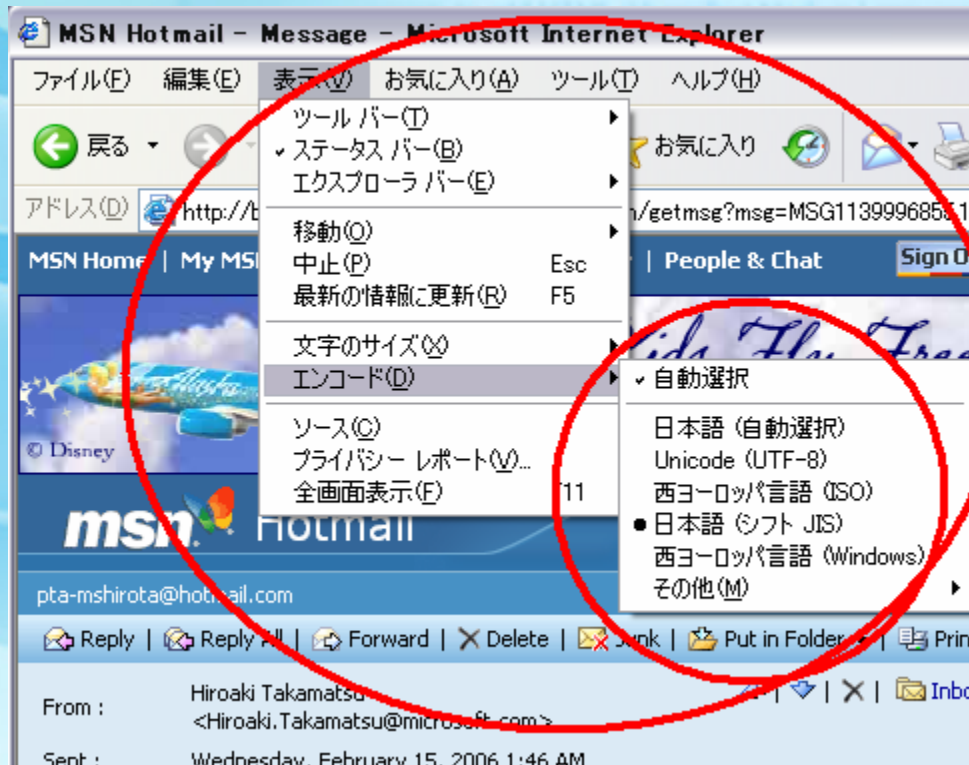 MSN Hotmail - Message - Microsoft Internet Explorer
ファイル(F) 編集(E) 表示(V) お気に入り(A) ツール(T) ヘルプ(H)
戻る お気に入り
アドレス(D) http://b /getmsg?msg=MSG1139996855.1
MSN Home | My MS | People & Chat Sign O
ツール バー(T)
ステータス バー(B)
エクスプローラ バー(E)
移動(O)
中止(P) Esc
最新の情報に更新(R) F5
文字のサイズ(X)
エンコード(D)
ソース(C)
プライバシー レポート(V)...
全画面表示(F) F11
Kids Fly Free
自動選択
日本語 (自動選択)
Unicode (UTF-8)
西ヨーロッパ言語 (ISO)
日本語 (シフト JIS)
西ヨーロッパ言語 (Windows)
その他(M)
Alaska
© Disney
msn Hotmail
pta-mshirota@hotmail.com
Reply | Reply All | Forward | Delete | Junk | Put in Folder | Prin
From : Hiroaki Takamatsu Inbo
<Hiroaki.Takamatsu@microsoft.com>
Sent : Wednesday, February 15, 2006 1:46 AM